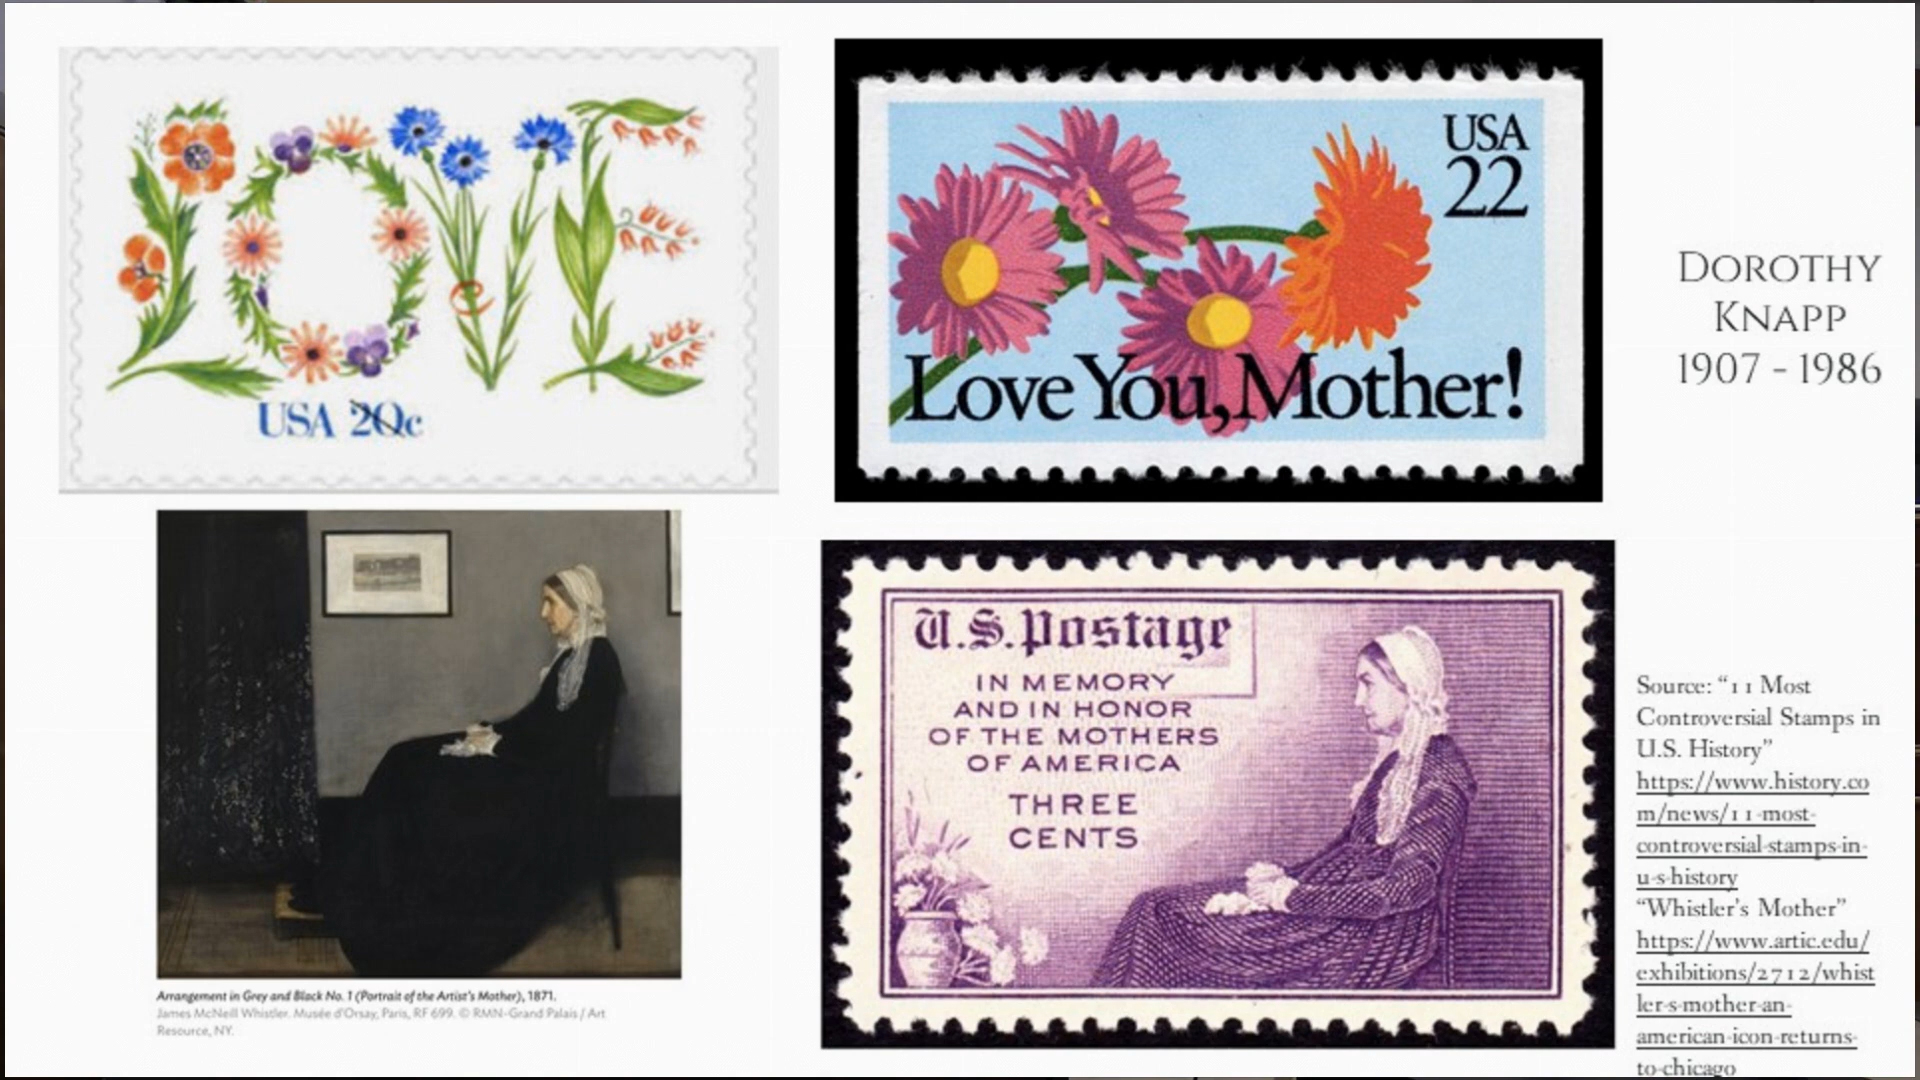 LOVE
USA 20c
USA
22
Love You, Mother!
DOROTHY
KNAPP
1907 - 1986
Arrangement in Grey and Black No. 1 (Portrait of the Artist's Mother), 1871.
James McNeill Whistler. Musée d'Orsay, Paris, RF 699. © RMN-Grand Palais / Art
Resource, NY.
U.S. Postage
IN MEMORY
AND IN HONOR
OF THE MOTHERS
OF AMERICA
THREE
CENTS
Source: “11 Most
Controversial Stamps in
U.S. History”
https://www.history.co
m/news/11-most-
controversial-stamps-in-
u-s-history
“Whistler's Mother”
https://www.artic.edu/
exhibitions/2712/whist
ler-s-mother-an-
american-icon-returns-
to-chicago